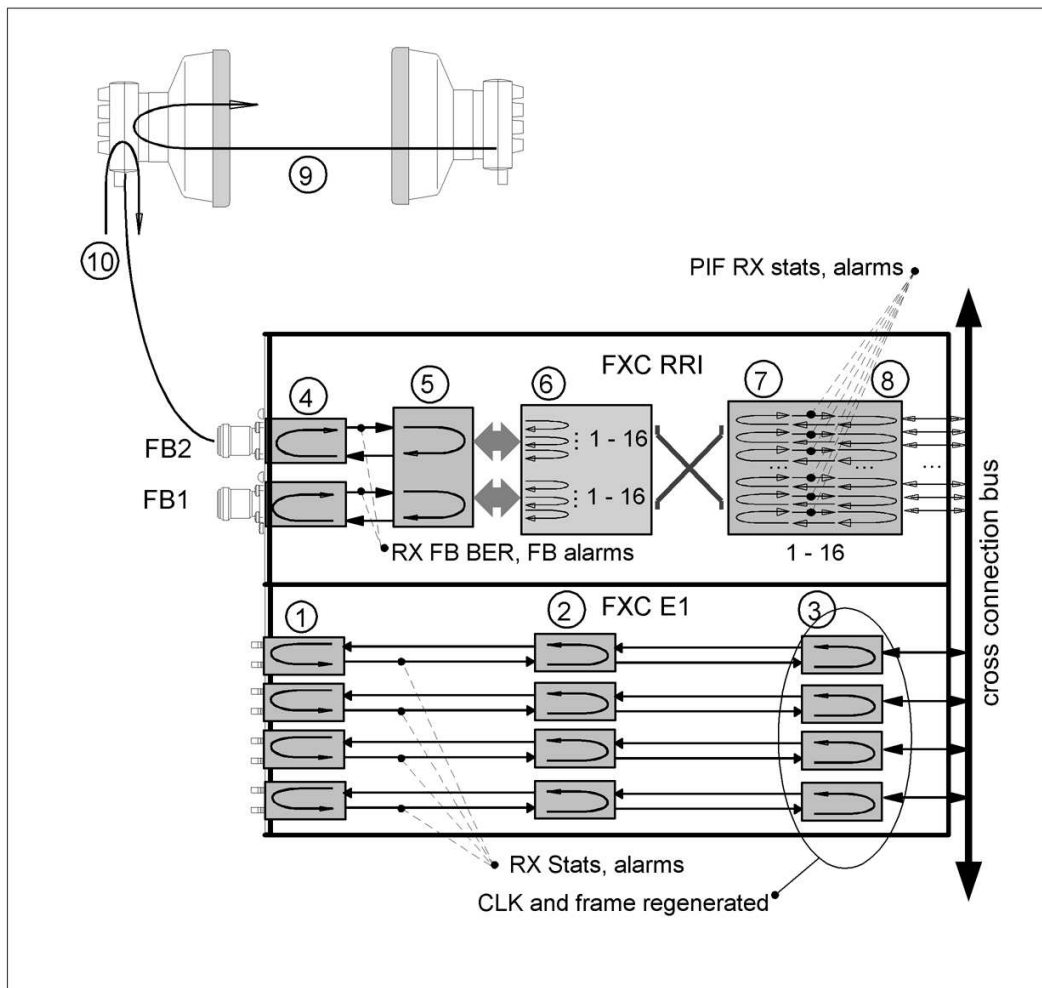 9
10
PIF RX stats, alarms
FXC RRI
4
5
6
7
8
FB2
1 - 16
... 
... 
FB1
1 - 16
... 
RX FB BER, FB alarms
1 - 16
cross connection bus
FXC E1
1
2
3
RX Stats, alarms
CLK and frame regenerated